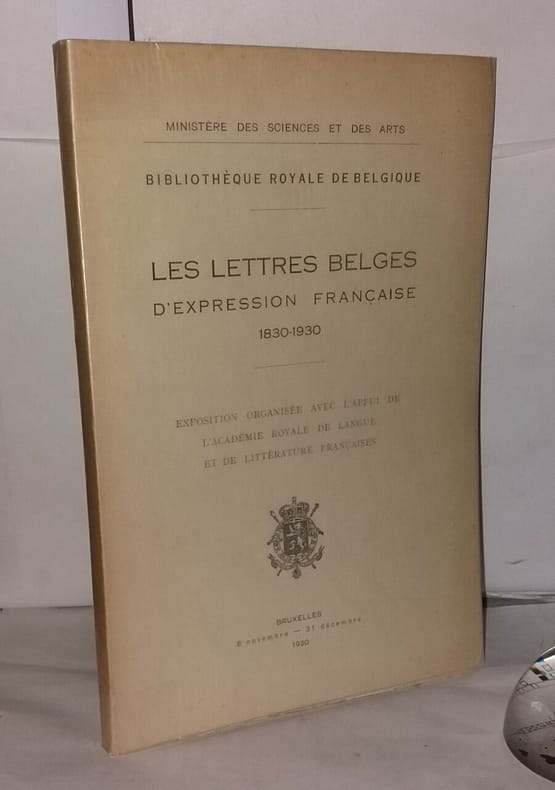 MINISTÈRE DES SCIENCES ET DES ARTS
BIBLIOTHÈQUE ROYALE DE BELGIQUE
LES LETTRES BELGES
D'EXPRESSION FRANÇAISE
1830-1930
EXPOSITION ORGANISÉE AVEC L'APPUI DE
L'ACADÉMIE ROYALE DE LANGUE
ET DE LITTÉRATURE FRANÇAISES
BRUXELLES
8 novembre — 31 décembre
1930